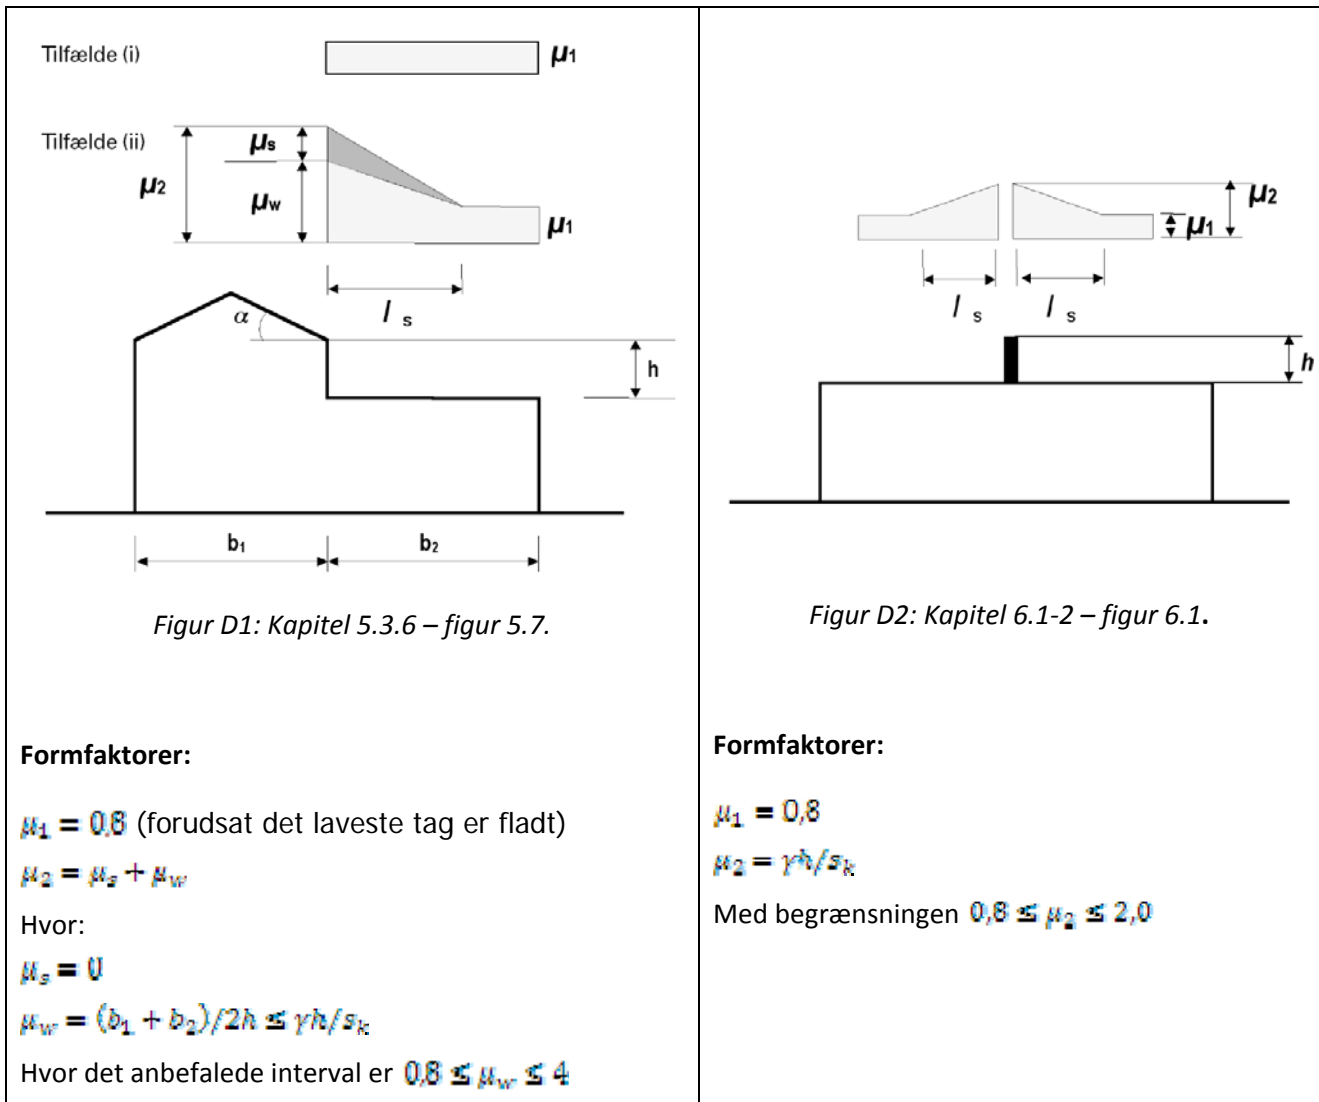 Tilfælde (i)
μ1
Tilfælde (ii)
μs
μ2
μw
μ1
l s
α
h
b1
b2
Figur D1: Kapitel 5.3.6 – figur 5.7.
Formfaktorer:
μ1 = 0,8 (forudsat det laveste tag er fladt)
μ2 = μs + μw
Hvor:
μs = 0
μw = (b1 + b2)/2h ≤ γh/sk
Hvor det anbefalede interval er 0,8 ≤ μw ≤ 4
μ2
μ1
l s
l s
h
Figur D2: Kapitel 6.1-2 – figur 6.1.
Formfaktorer:
μ1 = 0,8
μ2 = γh/sk
Med begrænsningen 0,8 ≤ μ2 ≤ 2,0